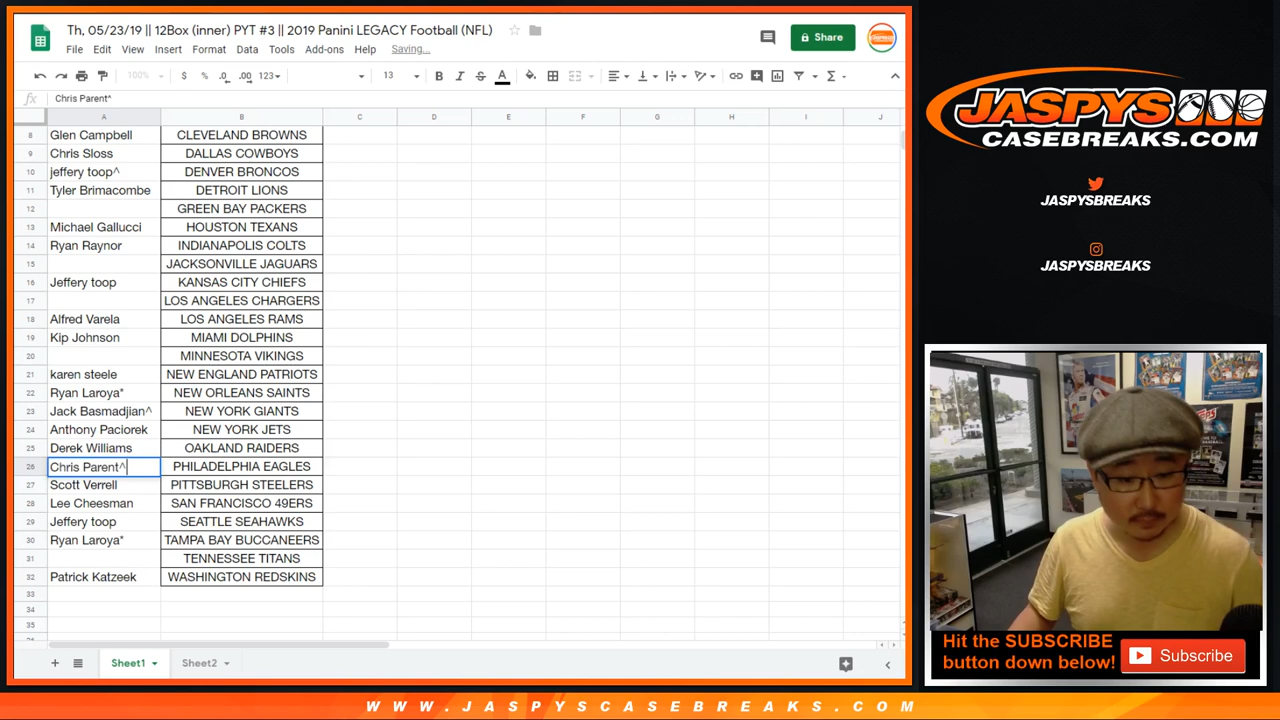 Th, 05/23/19 || 12Box (inner) PYT #3 || 2019 Panini LEGACY Football (NFL)
File Edit View Insert Format Data Tools Add-ons Help Saving...
Share
100% $ % .0 .00 123 13 B I S A
fx Chris Parent^
A B C D E F G H I J
8 Glen Campbell CLEVELAND BROWNS
9 Chris Sloss DALLAS COWBOYS
10 jeffery toop^ DENVER BRONCOS
11 Tyler Brimacombe DETROIT LIONS
12 GREEN BAY PACKERS
13 Michael Gallucci HOUSTON TEXANS
14 Ryan Raynor INDIANAPOLIS COLTS
15 JACKSONVILLE JAGUARS
16 Jeffery toop KANSAS CITY CHIEFS
17 LOS ANGELES CHARGERS
18 Alfred Varela LOS ANGELES RAMS
19 Kip Johnson MIAMI DOLPHINS
20 MINNESOTA VIKINGS
21 karen steele NEW ENGLAND PATRIOTS
22 Ryan Laroya* NEW ORLEANS SAINTS
23 Jack Basmadjian^ NEW YORK GIANTS
24 Anthony Paciorek NEW YORK JETS
25 Derek Williams OAKLAND RAIDERS
26 Chris Parent^ PHILADELPHIA EAGLES
27 Scott Verrell PITTSBURGH STEELERS
28 Lee Cheesman SAN FRANCISCO 49ERS
29 Jeffery toop SEATTLE SEAHAWKS
30 Ryan Laroya* TAMPA BAY BUCCANEERS
31 TENNESSEE TITANS
32 Patrick Katzeek WASHINGTON REDSKINS
33
34
35
Sheet1 Sheet2
JASPYS
CASEBREAKS.COM
JASPYSBREAKS
JASPYSBREAKS
Hit the SUBSCRIBE
button down below!
Subscribe
WWW.JASPYSCASEBREAKS.COM